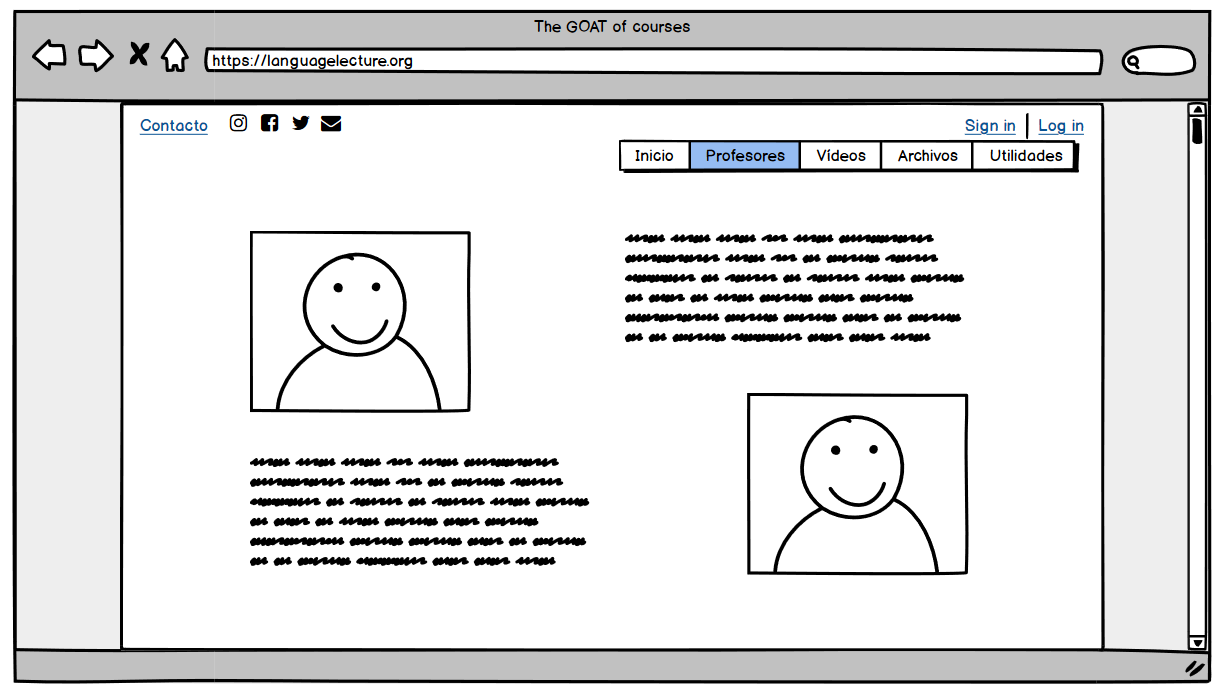 The GOAT of courses
https://languagelecture.org
Contacto
Sign in
Log in
Inicio
Profesores
Vídeos
Archivos
Utilidades